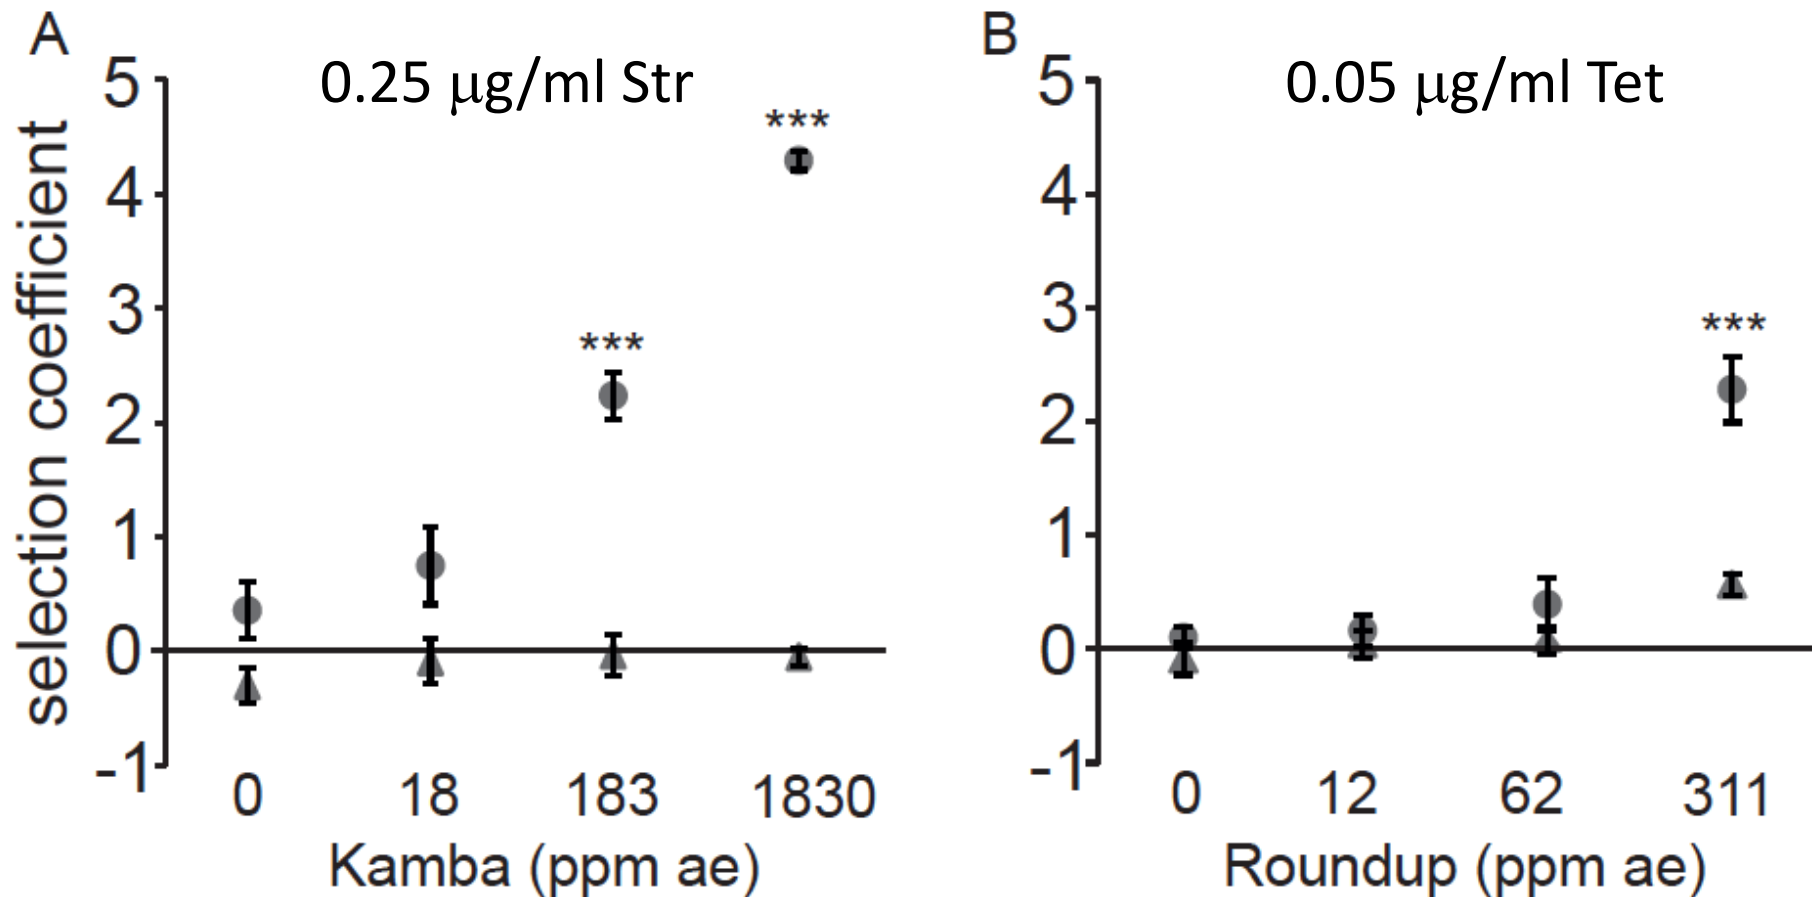 A
0.25 μg/ml Str
selection coefficient
5
4
3
2
1
0
-1
***
***
0 18 183 1830
Kamba (ppm ae)
B
0.05 μg/ml Tet
5
4
3
2
1
0
-1
***
0 12 62 311
Roundup (ppm ae)